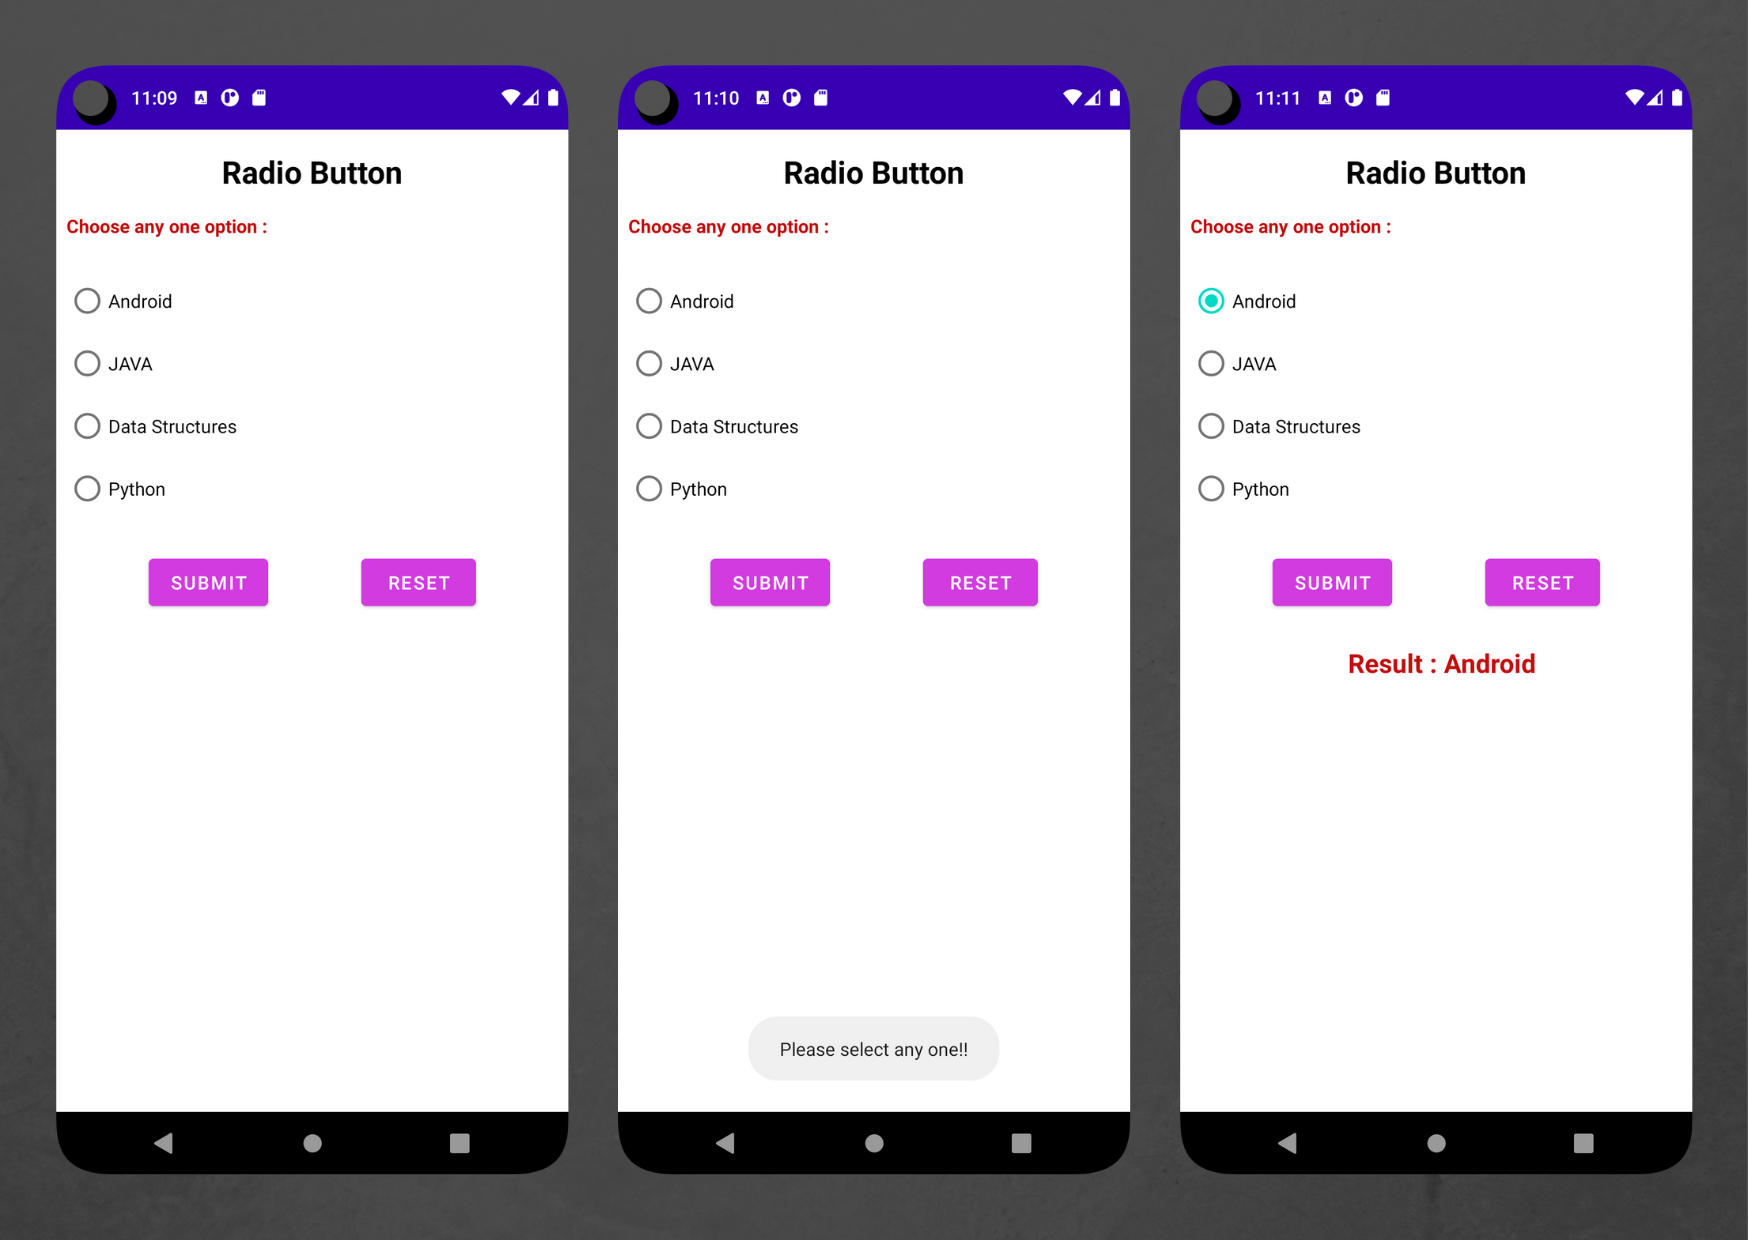 11:09
Radio Button
Choose any one option :
Android
JAVA
Data Structures
Python
SUBMIT RESET
11:10
Radio Button
Choose any one option :
Android
JAVA
Data Structures
Python
SUBMIT RESET
Please select any one!!
11:11
Radio Button
Choose any one option :
Android
JAVA
Data Structures
Python
SUBMIT RESET
Result : Android